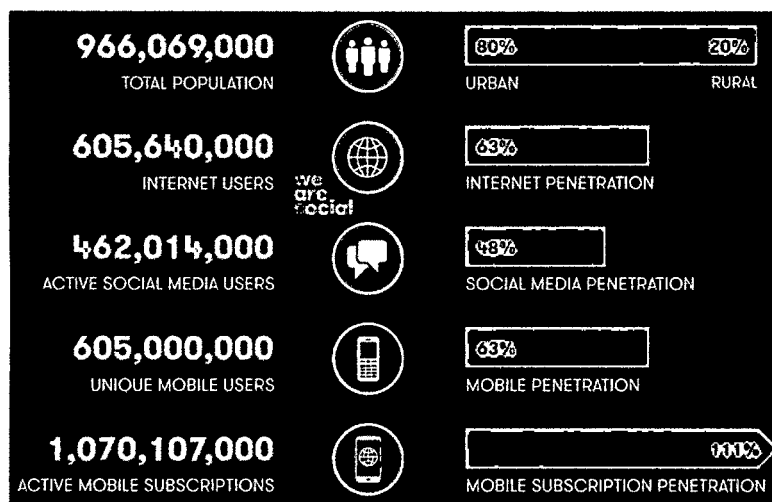 966,069,000
TOTAL POPULATION
80% 20%
URBAN RURAL
605,640,000
INTERNET USERS
we
are
social
63%
INTERNET PENETRATION
462,014,000
ACTIVE SOCIAL MEDIA USERS
48%
SOCIAL MEDIA PENETRATION
605,000,000
UNIQUE MOBILE USERS
63%
MOBILE PENETRATION
1,070,107,000
ACTIVE MOBILE SUBSCRIPTIONS
111%
MOBILE SUBSCRIPTION PENETRATION